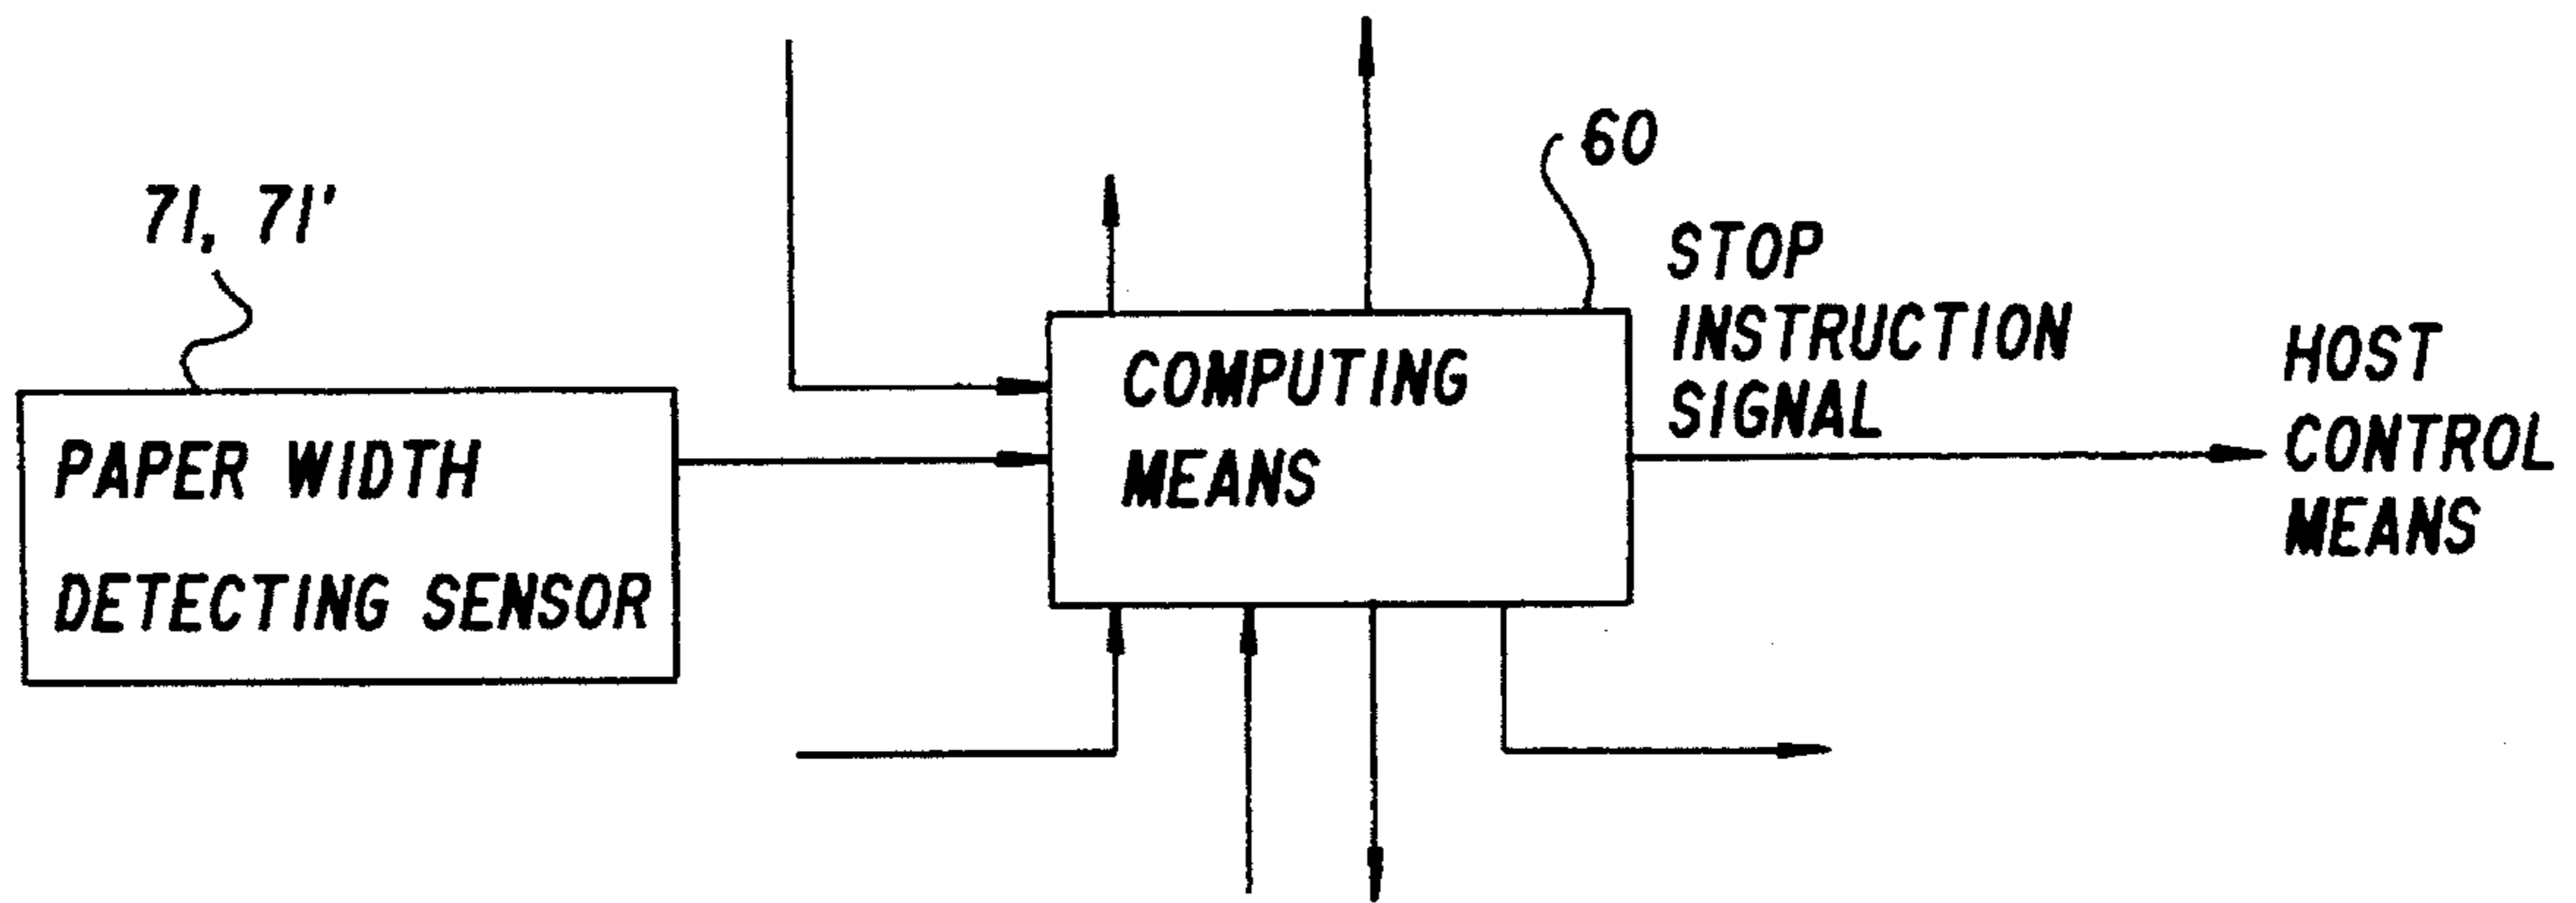 71, 71'
PAPER WIDTH
DETECTING SENSOR
COMPUTING
MEANS
60
STOP
INSTRUCTION
SIGNAL
HOST
CONTROL
MEANS